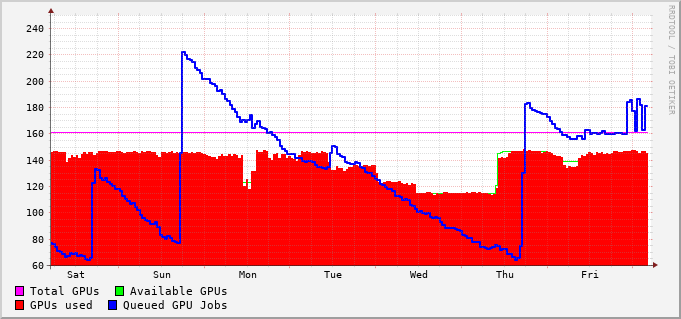 RRDTOOL / TOBI OETIKER
240
220
200
180
160
140
120
100
80
60
Sat Sun Mon Tue Wed Thu Fri
Total GPUs Available GPUs
GPUs used Queued GPU Jobs